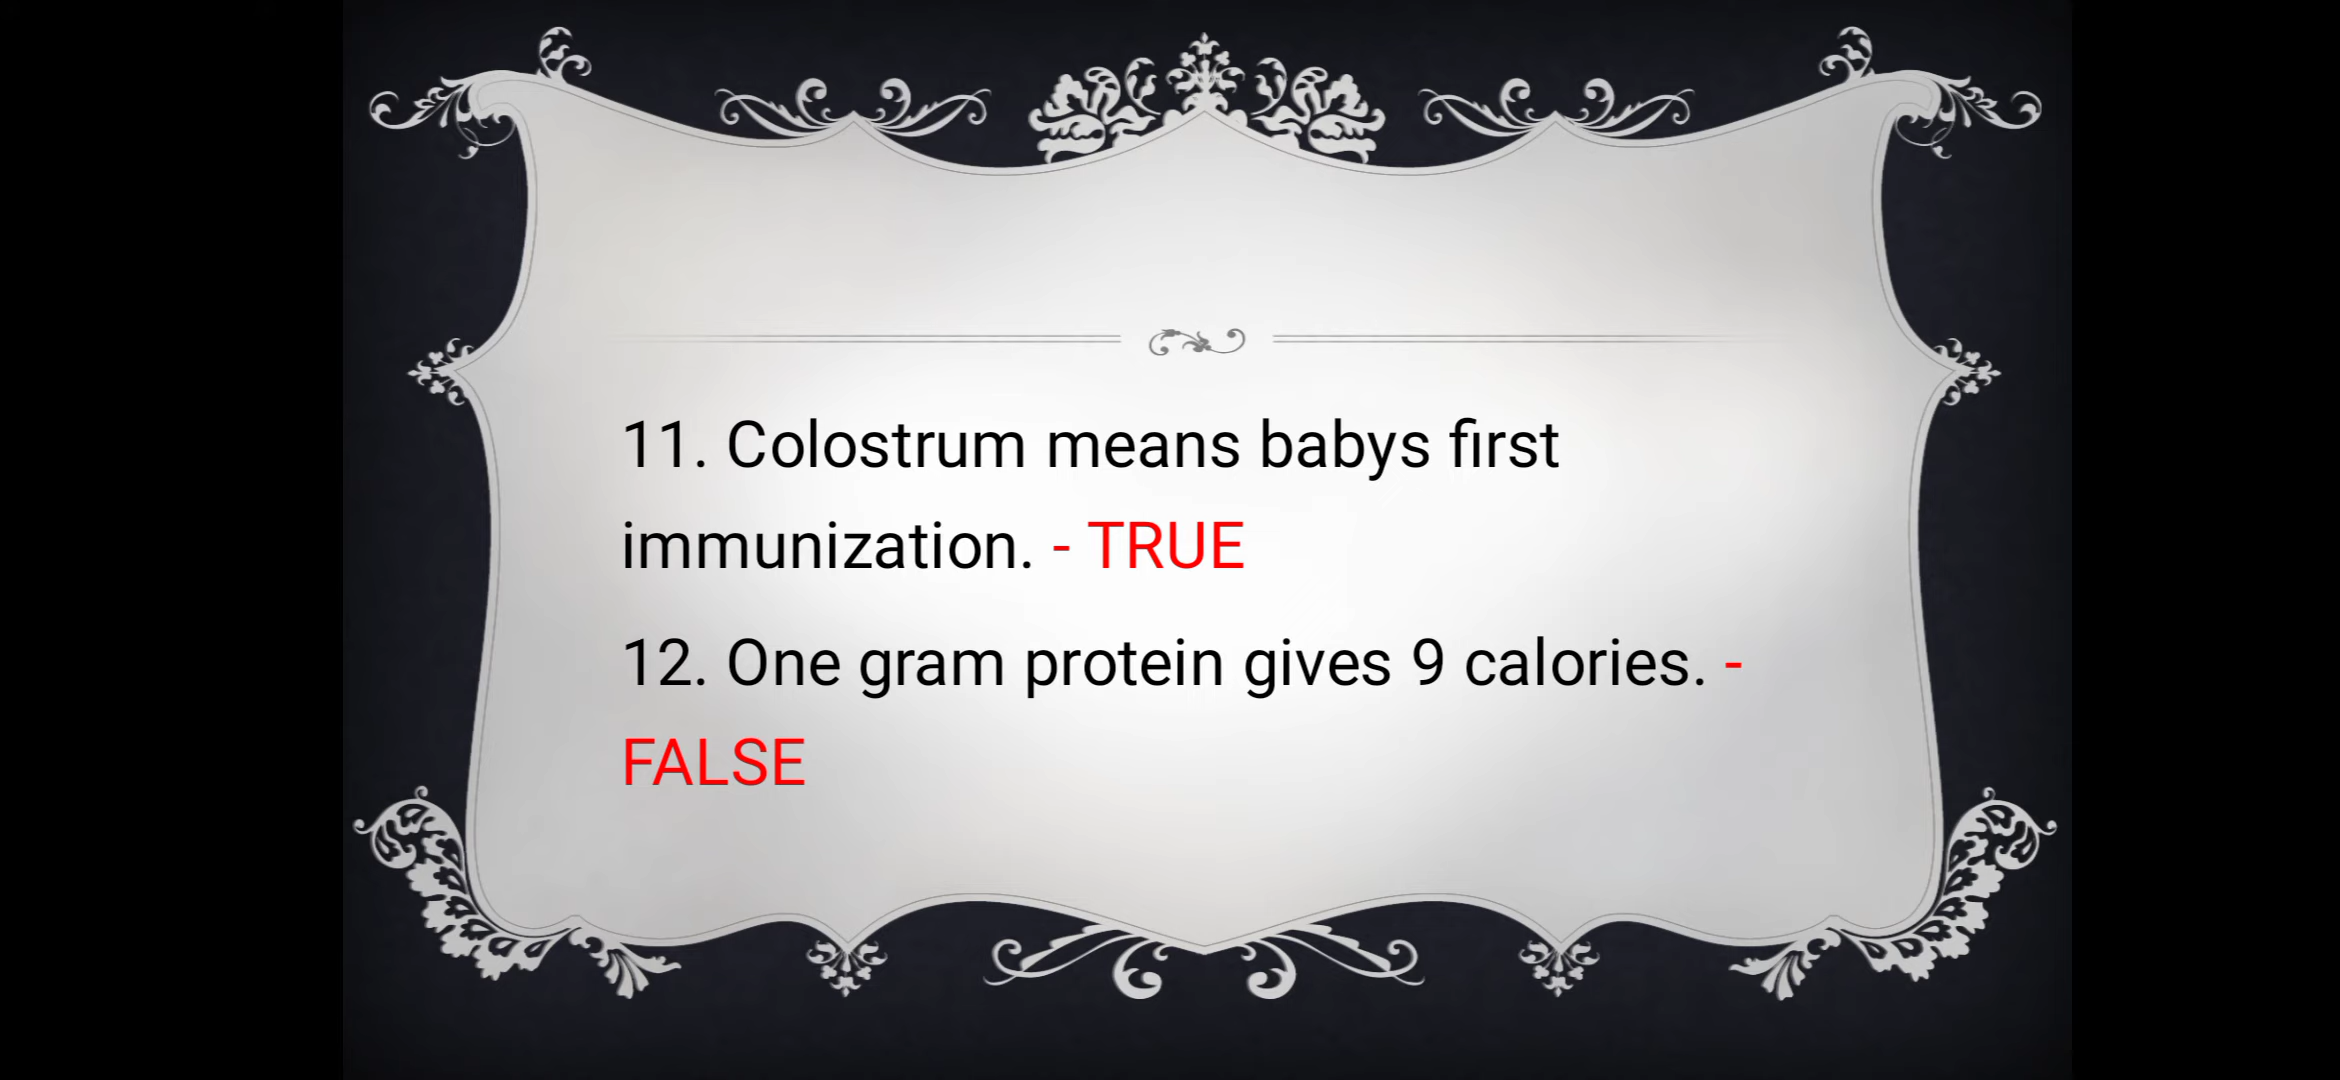 11. Colostrum means babys first
immunization. - TRUE
12. One gram protein gives 9 calories. -
FALSE